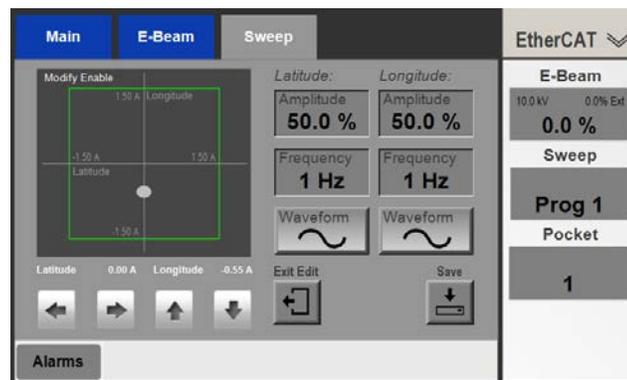 Main
E-Beam
Sweep
EtherCAT
Modify Enable
1.50 A Longitude
-1.50 A
1.50 A
Latitude
-1.50 A
Latitude 0.00 A Longitude -0.55 A
Latitude: Longitude:
Amplitude Amplitude
50.0 % 50.0 %
Frequency Frequency
1 Hz 1 Hz
Waveform Waveform
Exit Edit Save
E-Beam
10.0 kV 0.0% Ext
0.0 %
Sweep
Prog 1
Pocket
1
Alarms